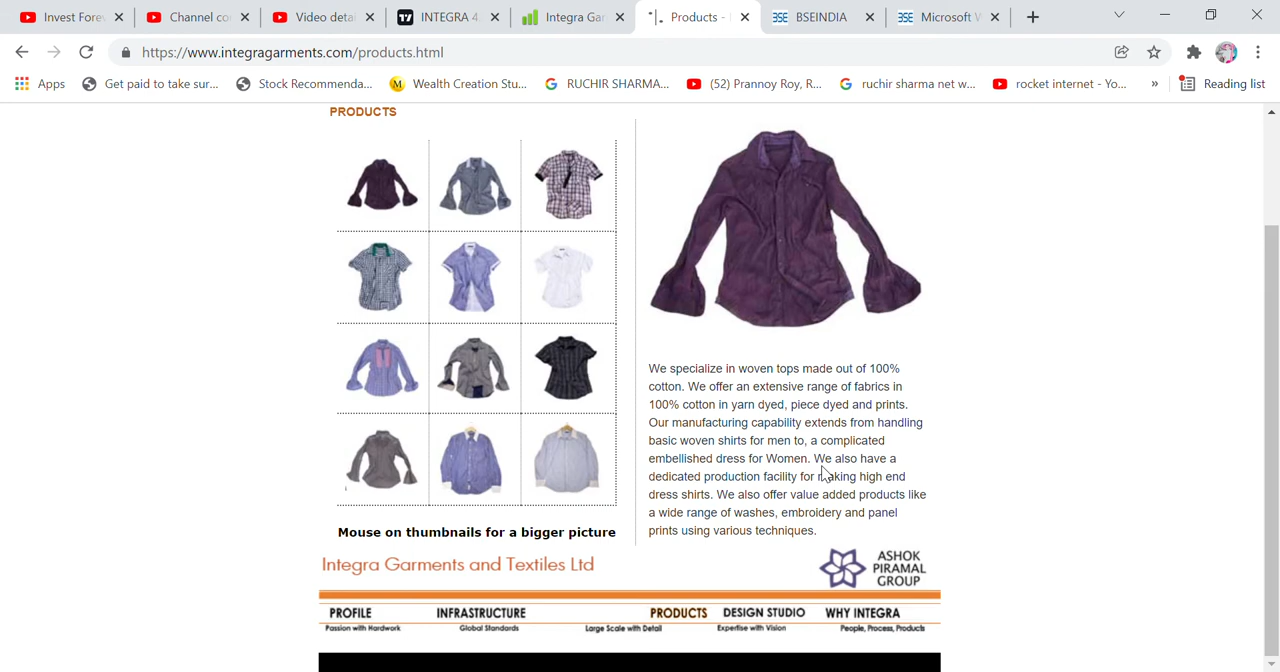 Invest Fore
Channel co
Video deta
INTEGRA 4.
Integra Gar
Products -
BSEINDIA
Microsoft W
https://www.integragarments.com/products.html
Apps
Get paid to take sur...
Stock Recommenda...
Wealth Creation Stu...
RUCHIR SHARMA...
(52) Prannoy Roy, R...
ruchir sharma net w...
rocket internet - Yo...
»
Reading list
PRODUCTS
We specialize in woven tops made out of 100%
cotton. We offer an extensive range of fabrics in
100% cotton in yarn dyed, piece dyed and prints.
Our manufacturing capability extends from handling
basic woven shirts for men to, a complicated
embellished dress for Women. We also have a
dedicated production facility for making high end
dress shirts. We also offer value added products like
a wide range of washes, embroidery and panel
prints using various techniques.
Mouse on thumbnails for a bigger picture
Integra Garments and Textiles Ltd
ASHOK
PIRAMAL
GROUP
PROFILE
Passion with Hardwork
INFRASTRUCTURE
Global Standards
PRODUCTS
Large Scale with Detail
DESIGN STUDIO
Expertise with Vision
WHY INTEGRA
People, Process, Products